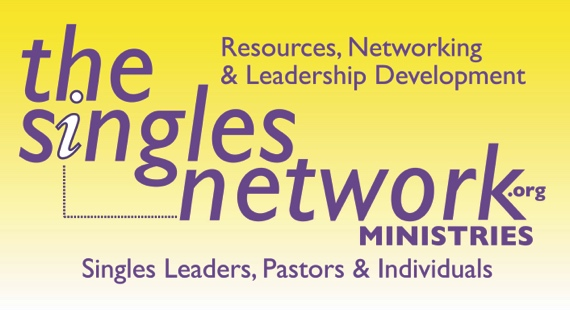 the
singles
network.org
MINISTRIES
Resources, Networking
& Leadership Development
Singles Leaders, Pastors & Individuals